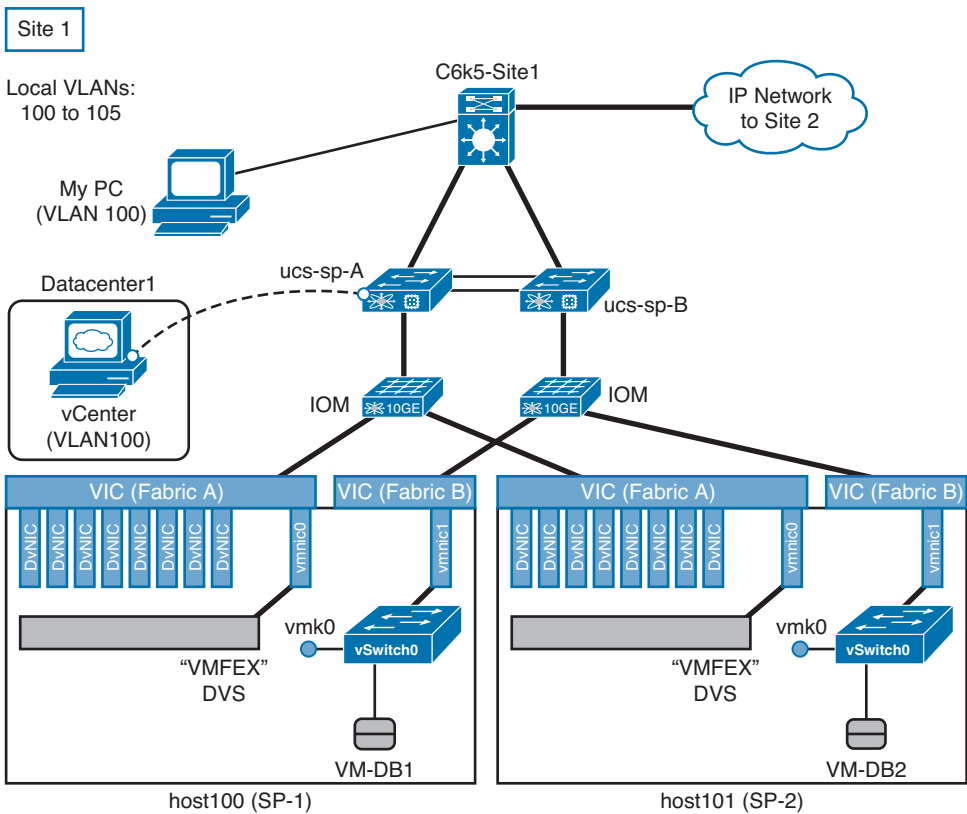 Site 1
Local VLANs:
100 to 105
C6k5-Site1
IP Network
to Site 2
My PC
(VLAN 100)
Datacenter1
ucs-sp-A
ucs-sp-B
vCenter
(VLAN100)
IOM
10GE
10GE
IOM
VIC (Fabric A)
VIC (Fabric B)
VIC (Fabric A)
VIC (Fabric B)
DvNIC
DvNIC
DvNIC
DvNIC
DvNIC
DvNIC
DvNIC
DvNIC
vmnic0
vmnic1
DvNIC
DvNIC
DvNIC
DvNIC
DvNIC
DvNIC
DvNIC
DvNIC
vmnic0
vmnic1
vmk0
vSwitch0
"VMFEX"
DVS
VM-DB1
vmk0
vSwitch0
"VMFEX"
DVS
VM-DB2
host100 (SP-1)
host101 (SP-2)